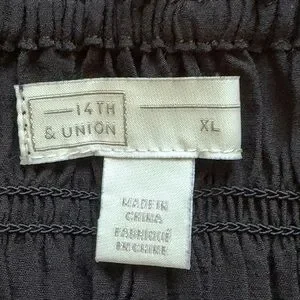 14TH
& UNION
XL
MADE IN
CHINA
FABRIQUÉ
EN CHINE